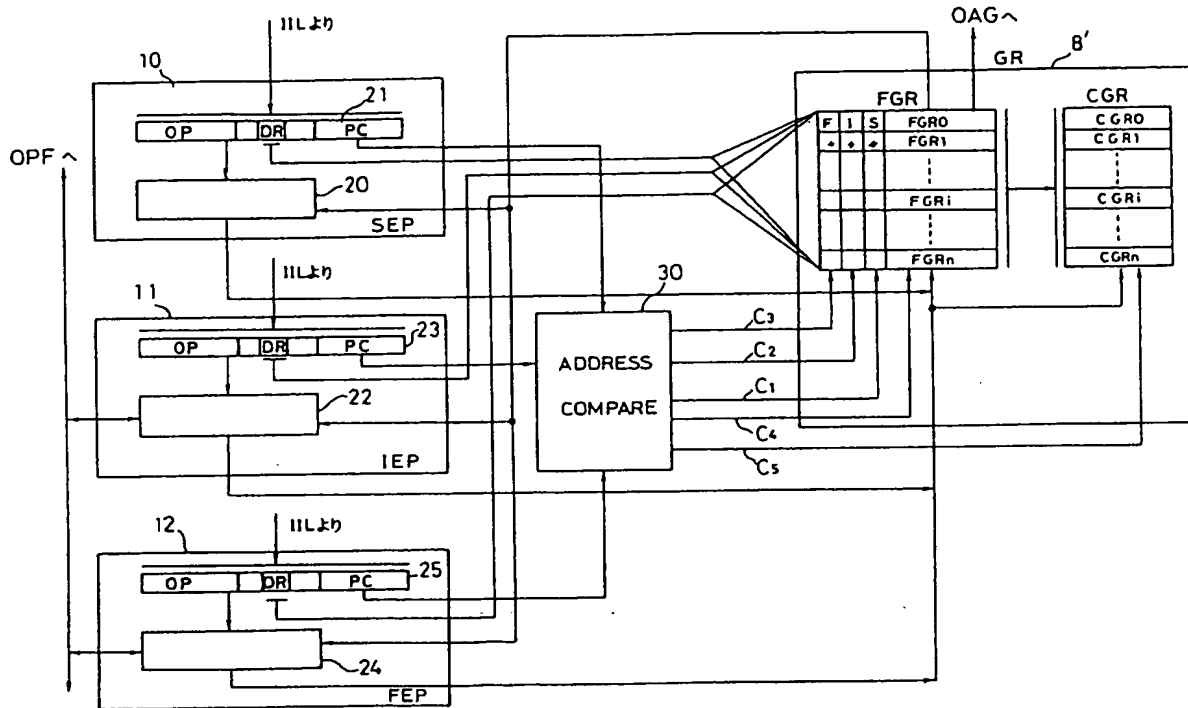 IILより
OAGへ
10
GR
8'
21
FGR
CGR
OP
DR
PC
F
I
S
FGR0
CGR0
*
*
*
FGR1
CGR1
OPFへ
20
SEP
FGRi
CGRi
FGRn
CGRn
IILより
11
30
23
OP
DR
PC
C3
ADDRESS
C2
22
COMPARE
C1
C4
IEP
C5
12
IILより
OP
DR
PC
25
24
FEP